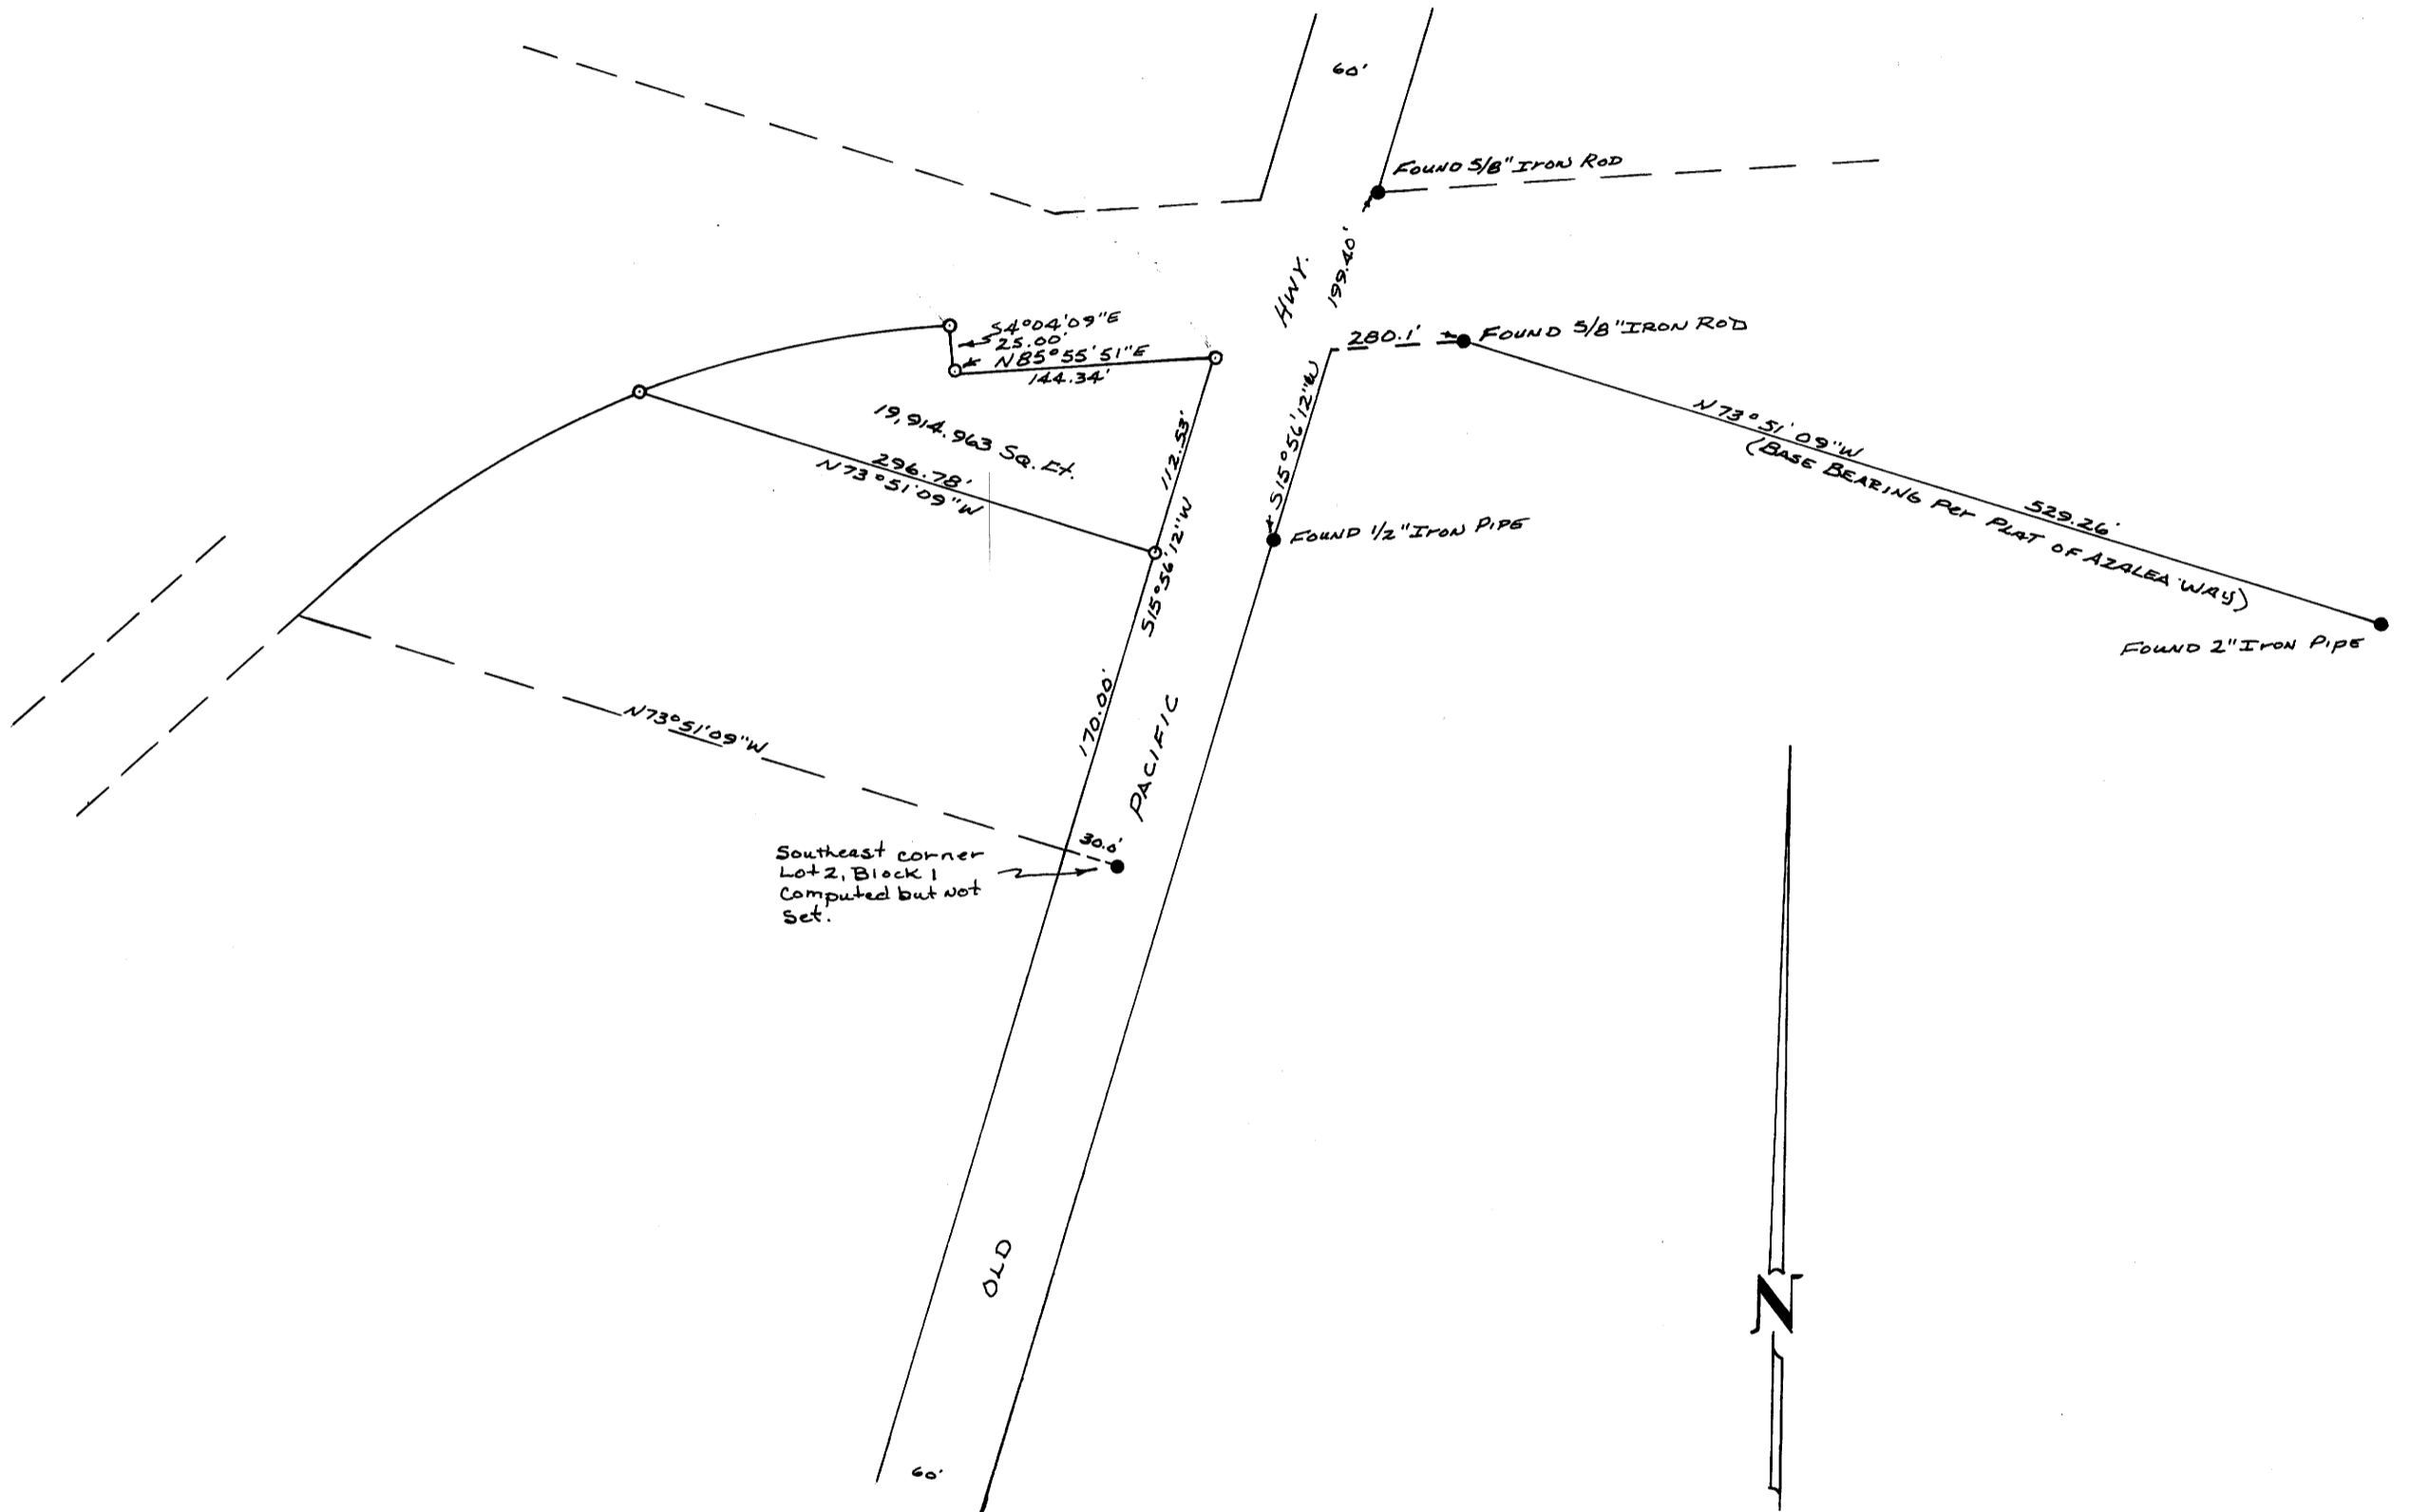 60'
FOUND 5/8" IRON ROD
199.40'
HWY.
S4°04'09"E
25.00'
N85°55'51"E
144.34'
280.1'
FOUND 5/8" IRON ROD
S15°56'12"W
112.53'
19,914.963 SQ. Ft.
296.78'
N73°51'09"W
N73°51'09"W
(BASE BEARING Per PLAT OF AZALEA WAY)
529.26'
FOUND 1/2" IRON PIPE
S15°56'12"W
FOUND 2" IRON PIPE
170.00'
N73°51'09"W
PACIFIC
30.0'
Southeast corner
Lot 2, Block 1
Computed but Not
Set.
OLD
N
60'